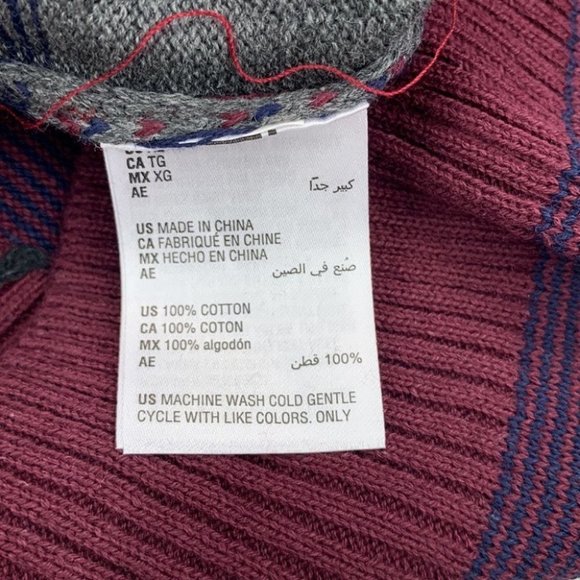 CA TG
MX XG
AE كبير جدًا
US MADE IN CHINA
CA FABRIQUÉ EN CHINE
MX HECHO EN CHINA
AE صُنع في الصين
US 100% COTTON
CA 100% COTON
MX 100% algodón
AE 100% قطن
US MACHINE WASH COLD GENTLE
CYCLE WITH LIKE COLORS. ONLY